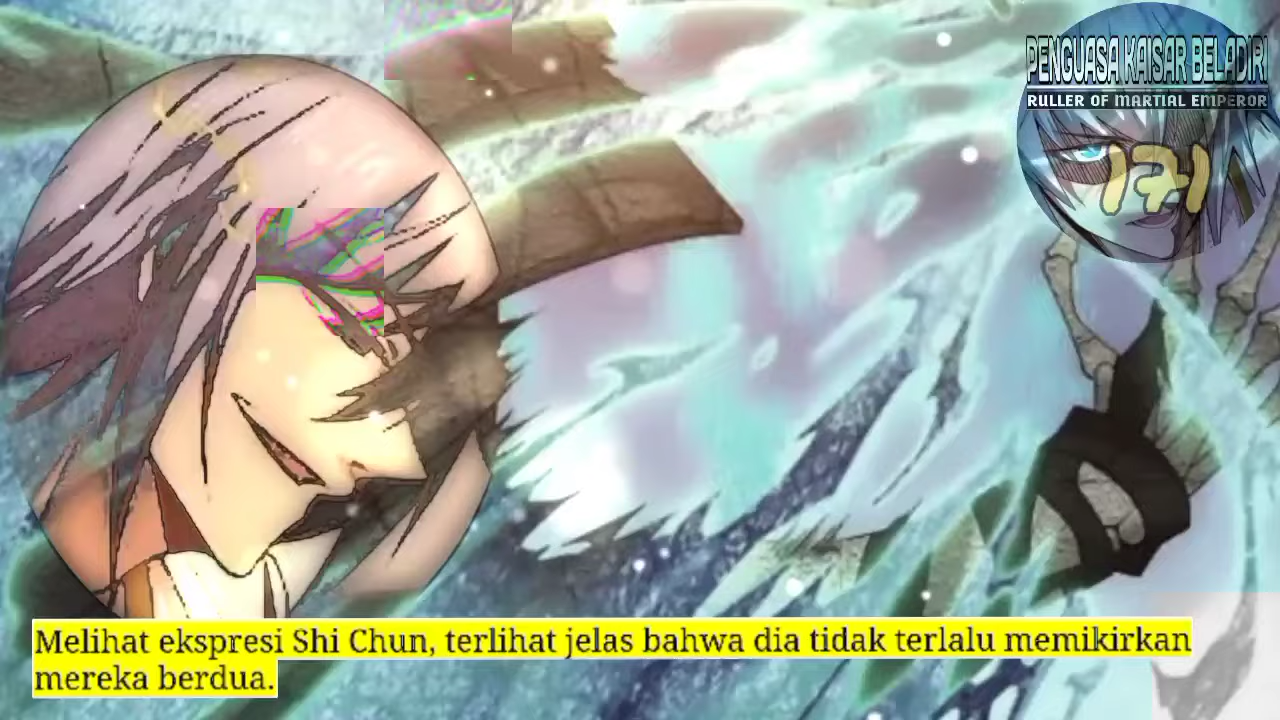 PENGUASA KAISAR BELADIRI
RULLER OF MARTIAL EMPEROR
171
Melihat ekspresi Shi Chun, terlihat jelas bahwa dia tidak terlalu memikirkan
mereka berdua.